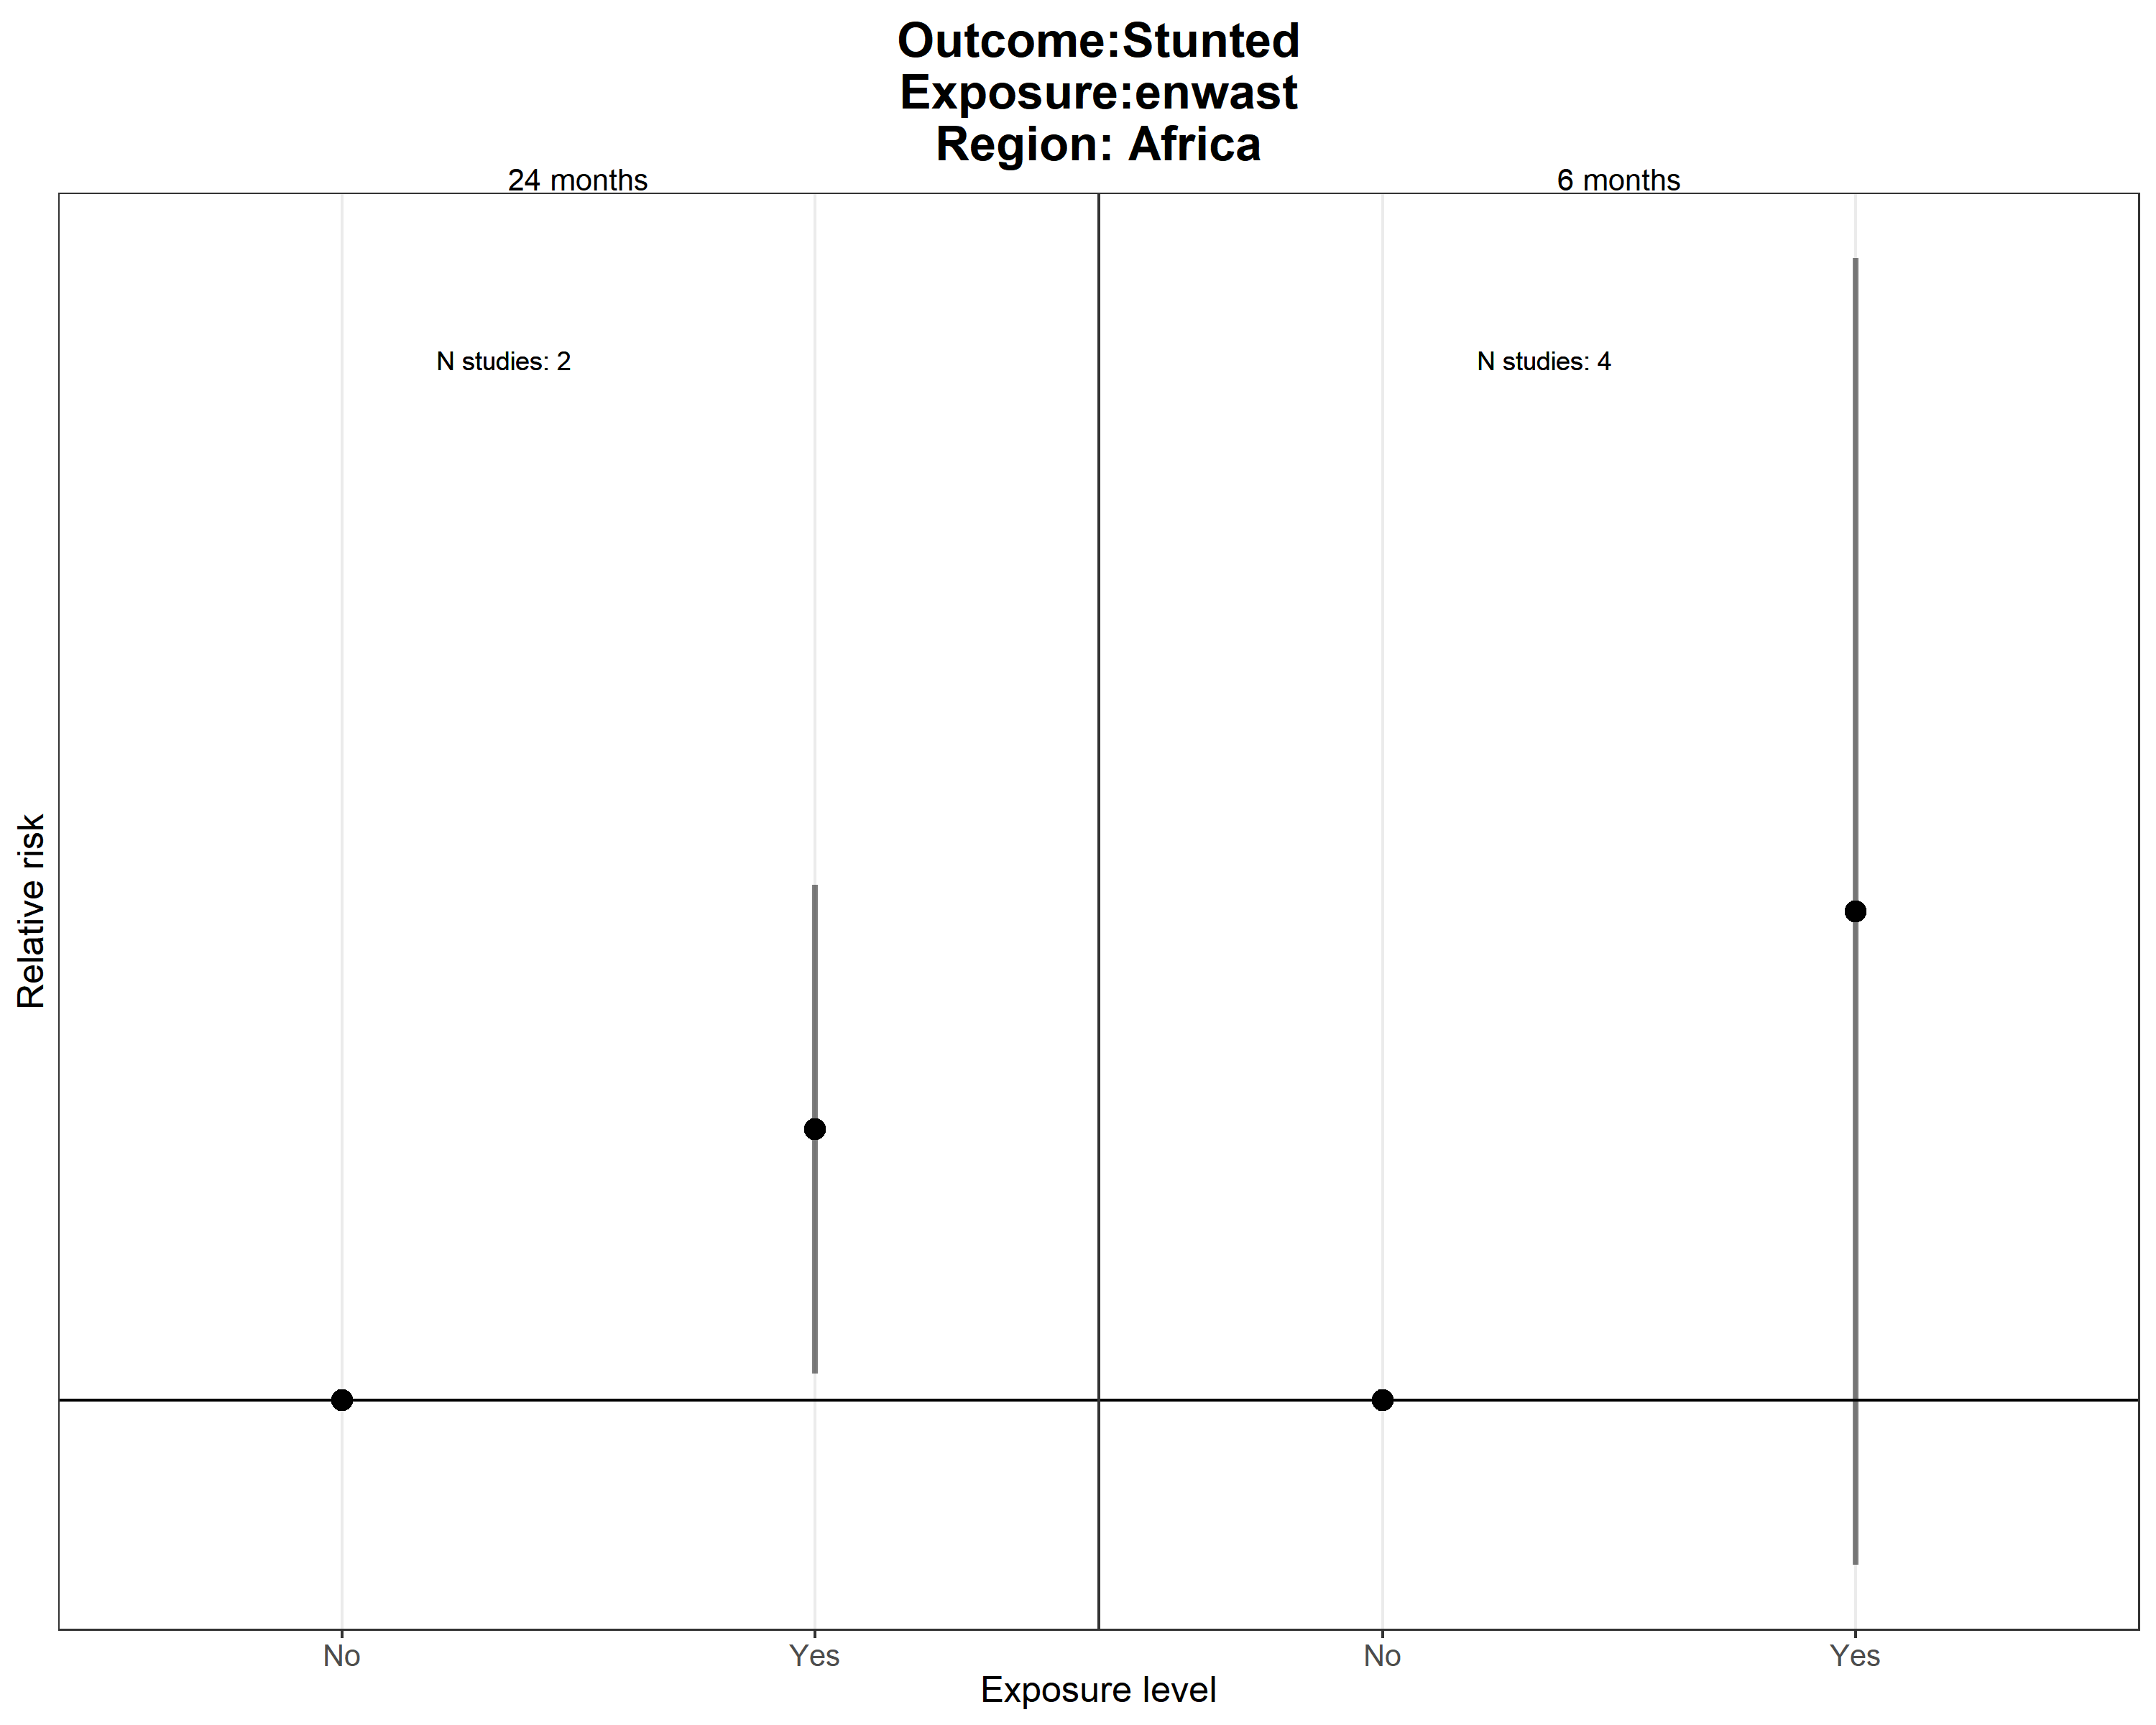 Outcome:Stunted
Exposure:enwast
Region: Africa
24 months
6 months
N studies: 2
N studies: 4
Relative risk
No
Yes
No
Yes
Exposure level